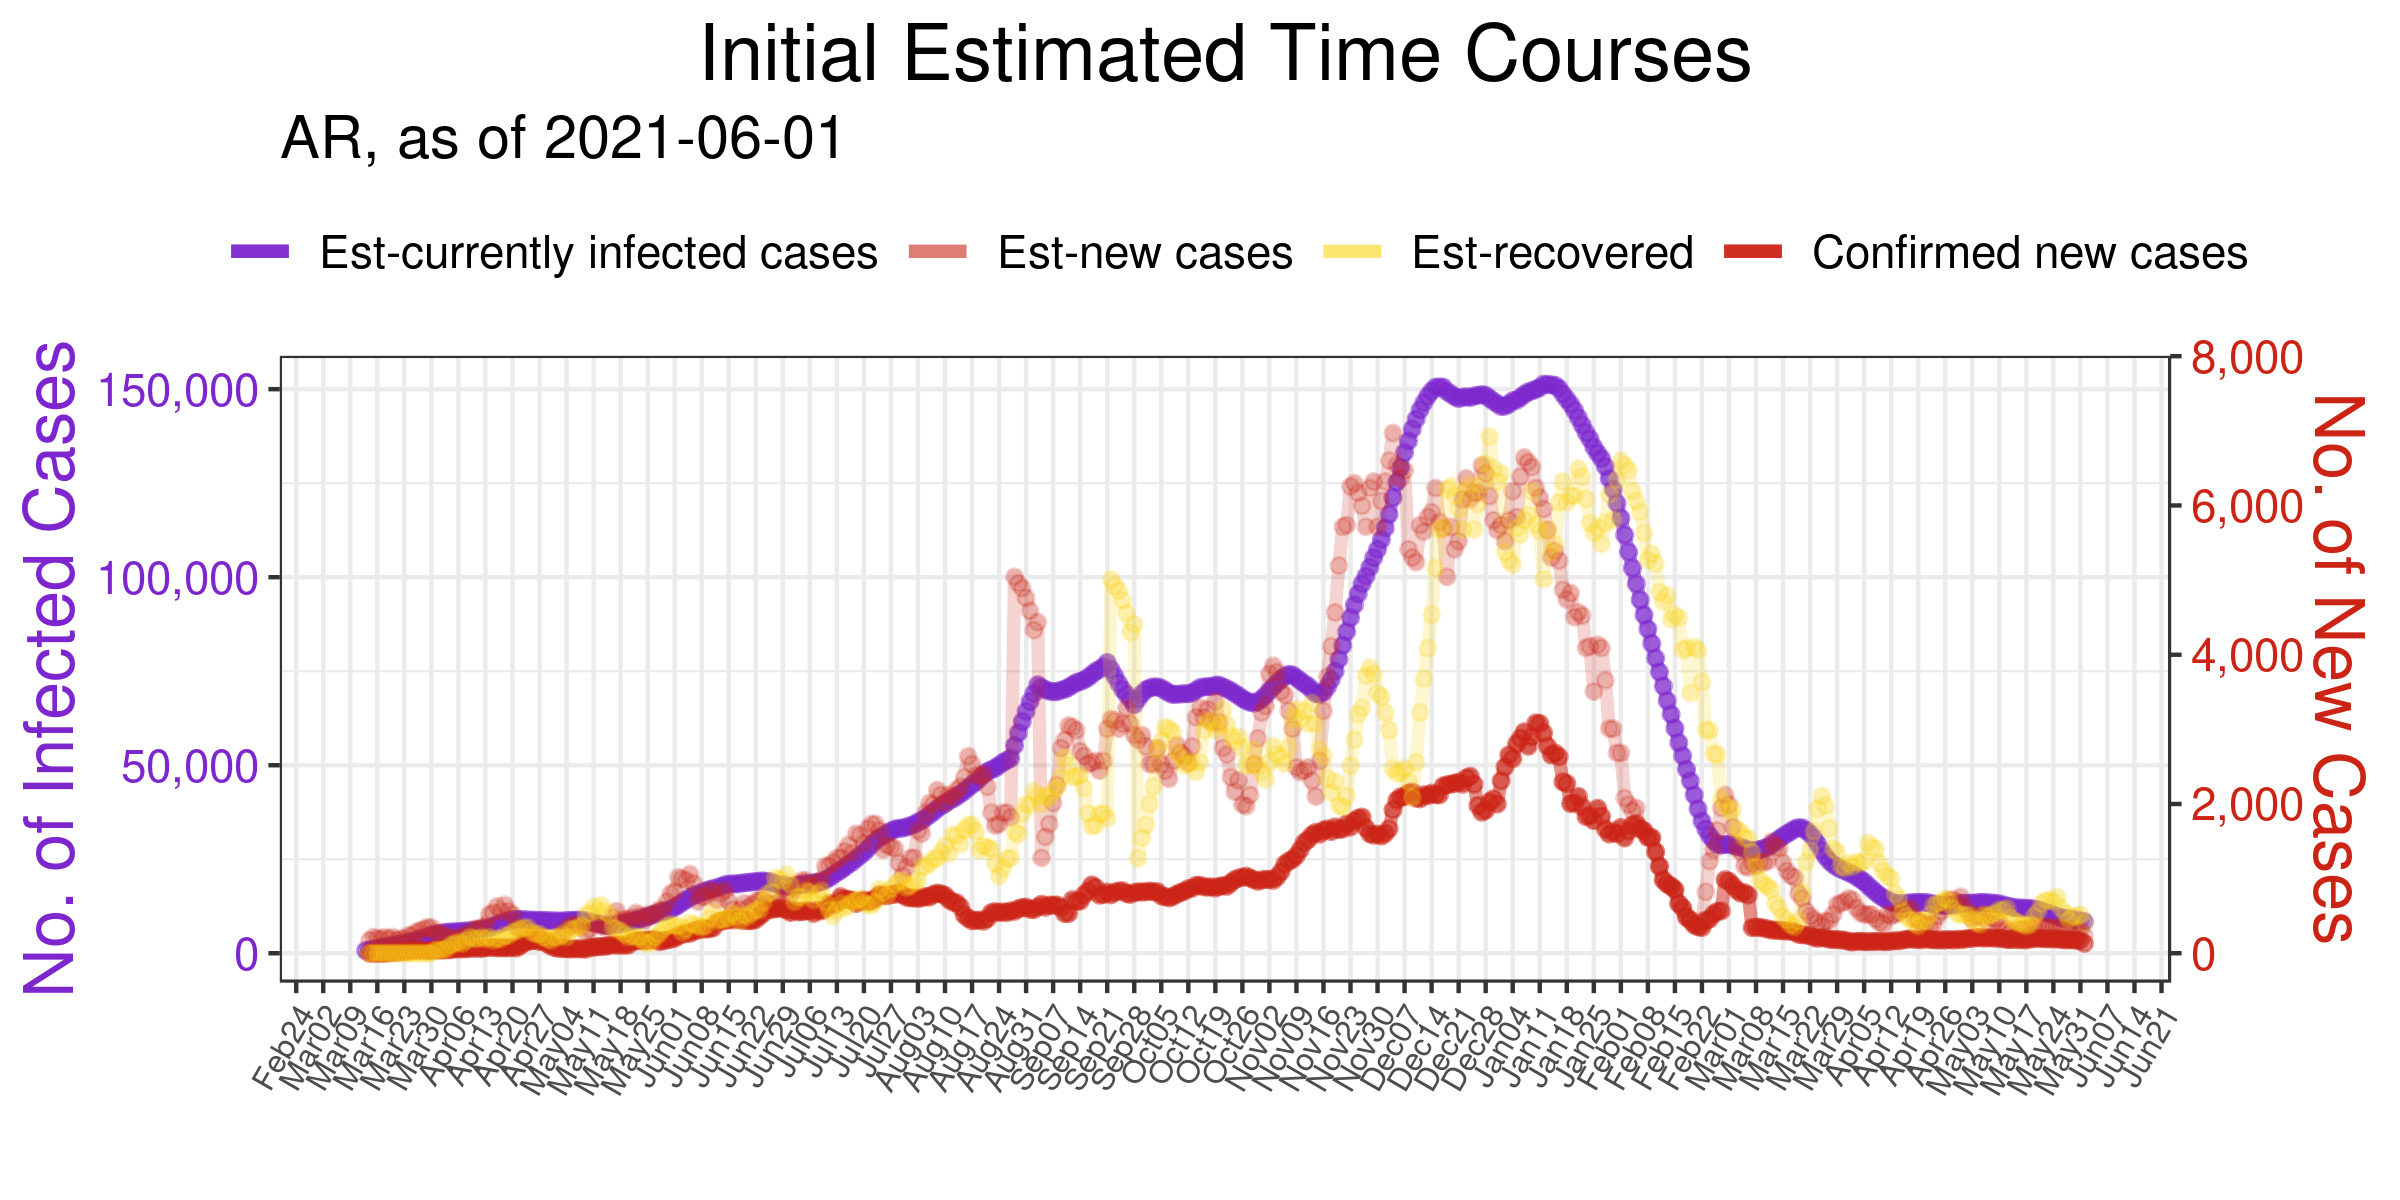 Initial Estimated Time Courses
AR, as of 2021-06-01
Est-currently infected cases Est-new cases Est-recovered Confirmed new cases
No. of Infected Cases
150,000
100,000
50,000
0
8,000
6,000
4,000
2,000
0
No. of New Cases
Feb24 Mar02 Mar09 Mar16 Mar23 Mar30 Apr06 Apr13 Apr20 Apr27 May04 May11 May18 May25 Jun01 Jun08 Jun15 Jun22 Jun29 Jul06 Jul13 Jul20 Jul27 Aug03 Aug10 Aug17 Aug24 Aug31 Sep07 Sep14 Sep21 Sep28 Oct05 Oct12 Oct19 Oct26 Nov02 Nov09 Nov16 Nov23 Nov30 Dec07 Dec14 Dec21 Dec28 Jan04 Jan11 Jan18 Jan25 Feb01 Feb08 Feb15 Feb22 Mar01 Mar08 Mar15 Mar22 Mar29 Apr05 Apr12 Apr19 Apr26 May03 May10 May17 May24 May31 Jun07 Jun14 Jun21